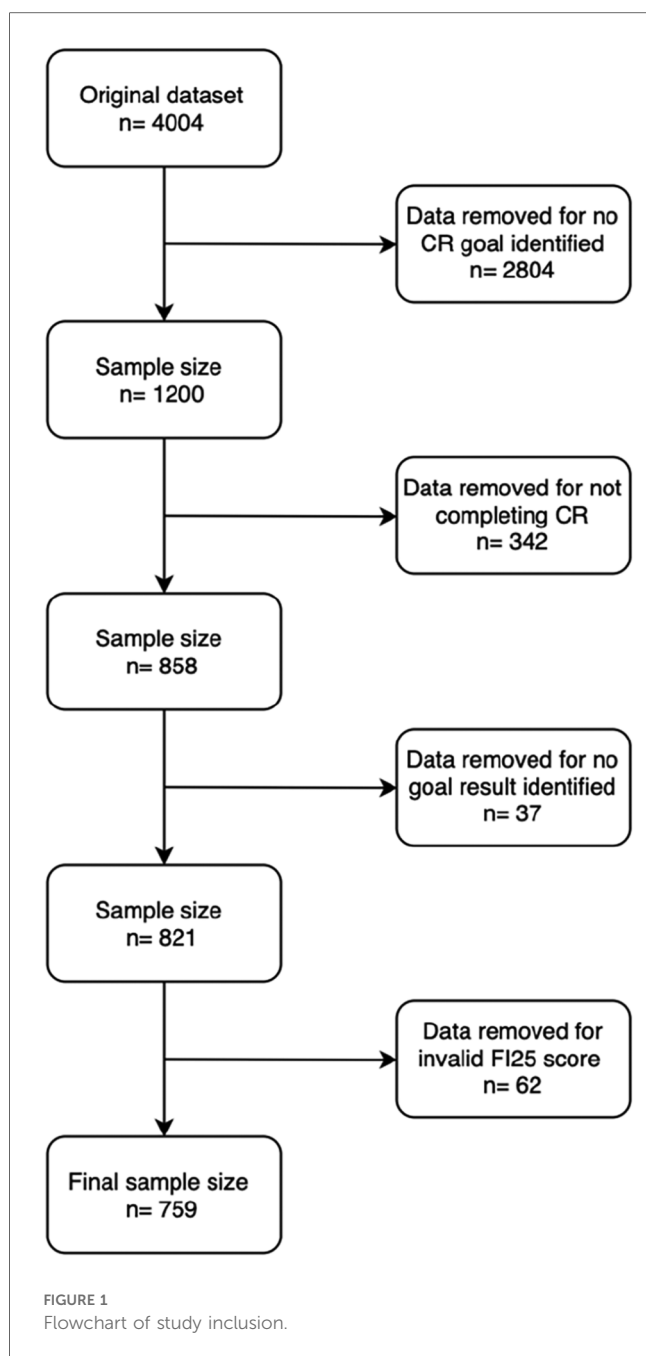 Original dataset
n= 4004
Data removed for no
CR goal identified
n= 2804
Sample size
n= 1200
Data removed for not
completing CR
n= 342
Sample size
n= 858
Data removed for no
goal result identified
n= 37
Sample size
n= 821
Data removed for
invalid FI25 score
n= 62
Final sample size
n= 759
FIGURE 1
Flowchart of study inclusion.